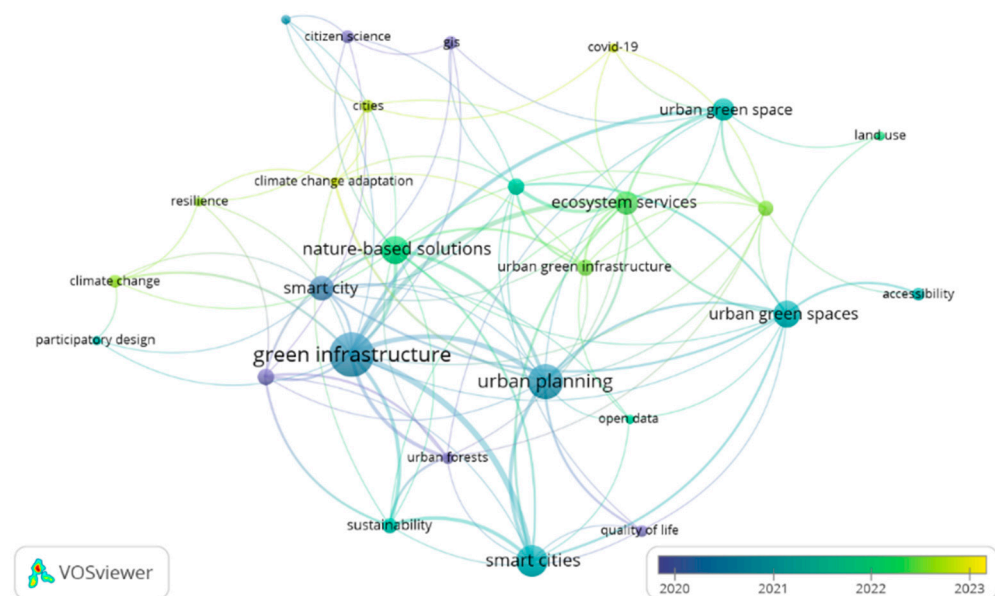 citizen science
gis
covid-19
cities
urban green space
land use
climate change adaptation
resilience
ecosystem services
nature-based solutions
urban green infrastructure
climate change
smart city
accessibility
urban green spaces
participatory design
green infrastructure
urban planning
open data
urban forests
sustainability
quality of life
smart cities
VOSviewer
2020 2021 2022 2023